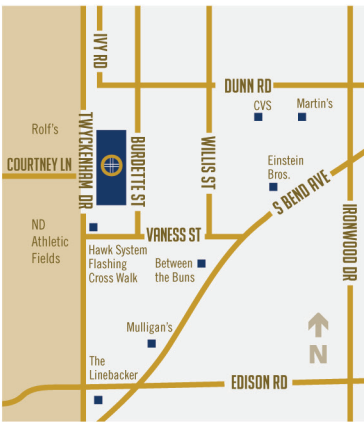 IVY RD
DUNN RD
CVS
Martin's
Rolf's
TWYCKENHAM DR
BURDETTE ST
WILLIS ST
COURTNEY LN
Einstein
Bros.
S BEND AVE
IRONWOOD DR
ND
Athletic
Fields
VANESS ST
Hawk System
Flashing
Cross Walk
Between
the Buns
Mulligan's
N
The
Linebacker
EDISON RD